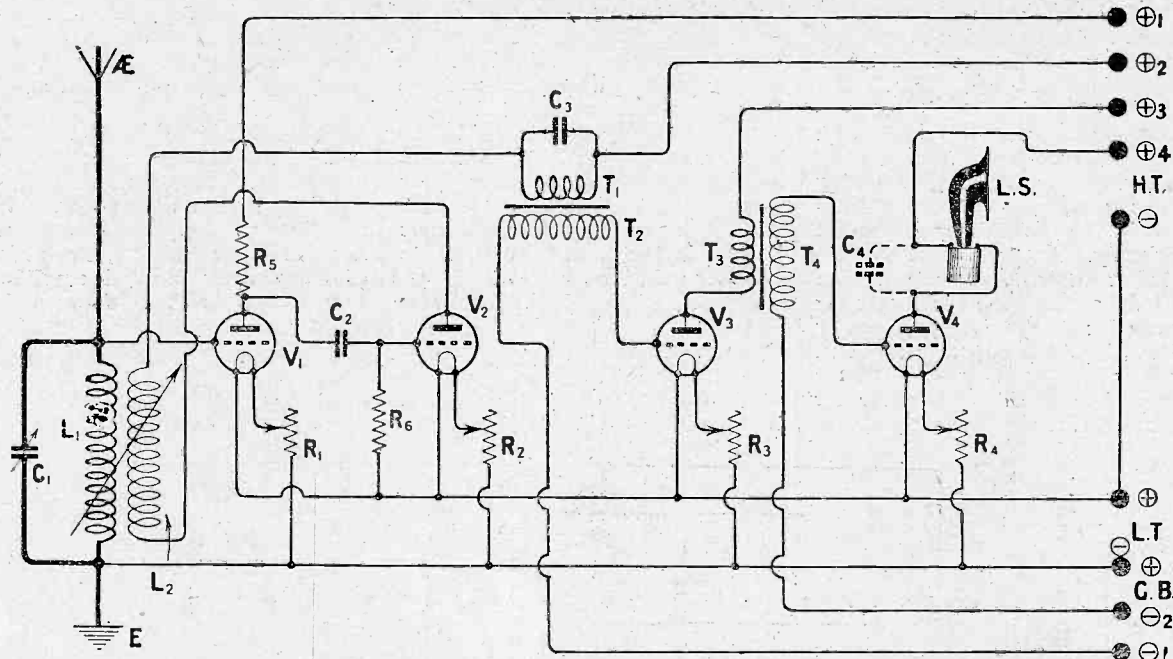 Æ
⊕1
⊕2
⊕3
⊕4
H.T.
⊖
C3
T1
T2
L.S.
R5
C4
T3
T4
C2
V1
V2
V3
V4
L1
C1
R1
R6
R2
R3
R4
⊕
L.T
⊖
⊕
L2
G.B.
⊖2
E
⊖1